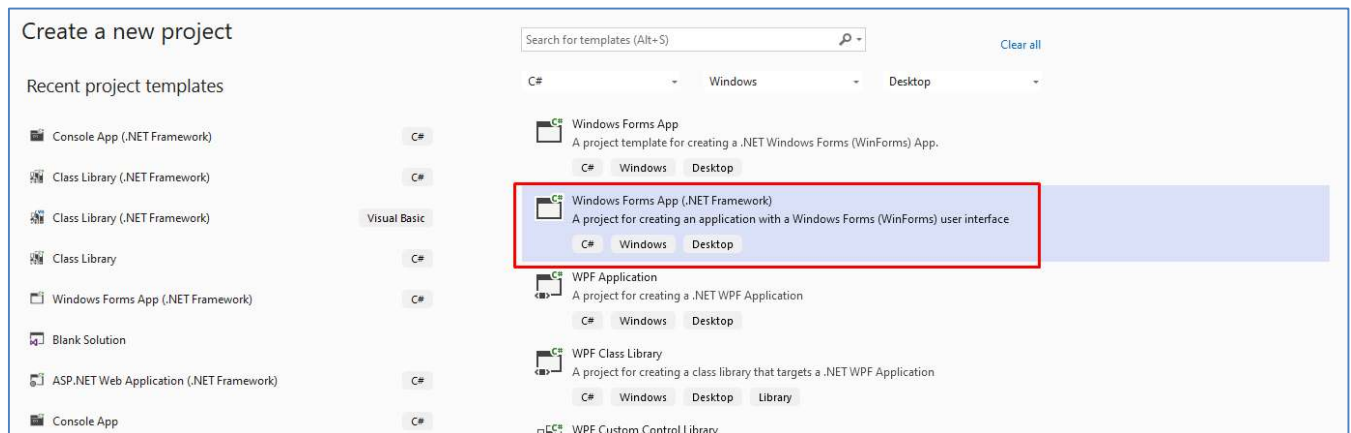 Create a new project
Recent project templates
Console App (.NET Framework) C#
Class Library (.NET Framework) C#
Class Library (.NET Framework) Visual Basic
Class Library C#
Windows Forms App (.NET Framework) C#
Blank Solution
ASP.NET Web Application (.NET Framework) C#
Console App C#
Search for templates (Alt+S)
Clear all
C# Windows Desktop
Windows Forms App
A project template for creating a .NET Windows Forms (WinForms) App.
C# Windows Desktop
Windows Forms App (.NET Framework)
A project for creating an application with a Windows Forms (WinForms) user interface
C# Windows Desktop
WPF Application
A project for creating a .NET WPF Application
C# Windows Desktop
WPF Class Library
A project for creating a class library that targets a .NET WPF Application
C# Windows Desktop Library
WPF Custom Control Library